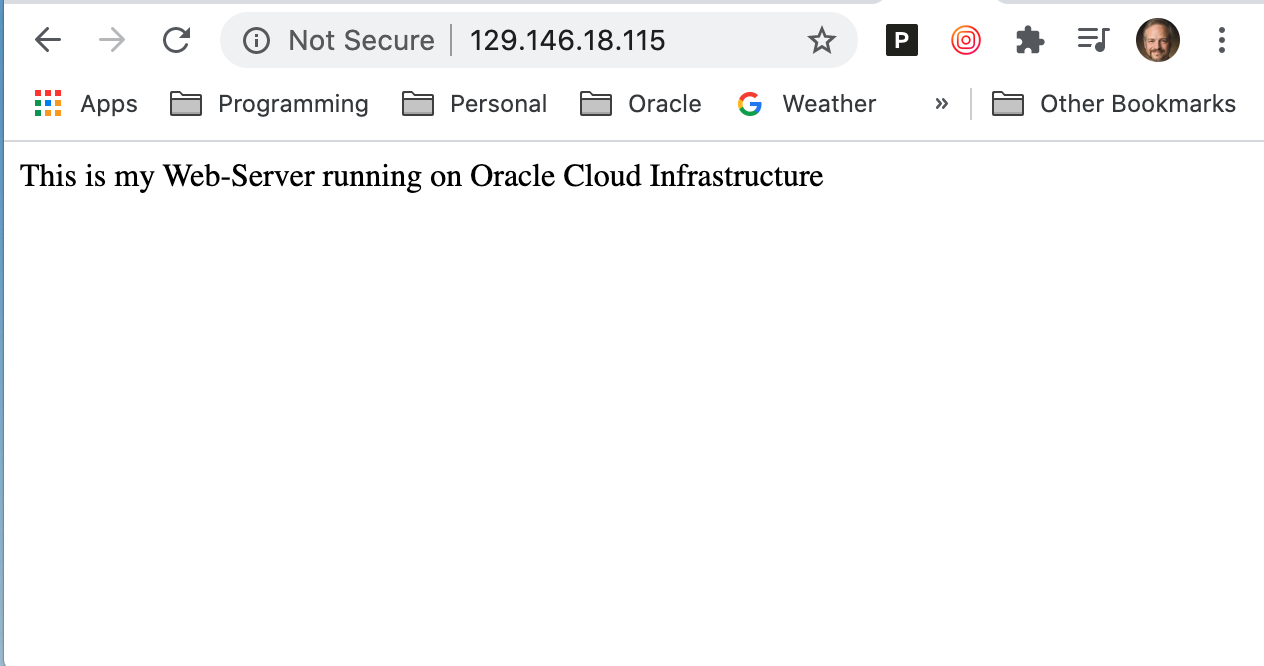 Not Secure 129.146.18.115 P
Apps Programming Personal Oracle Weather » Other Bookmarks
This is my Web-Server running on Oracle Cloud Infrastructure